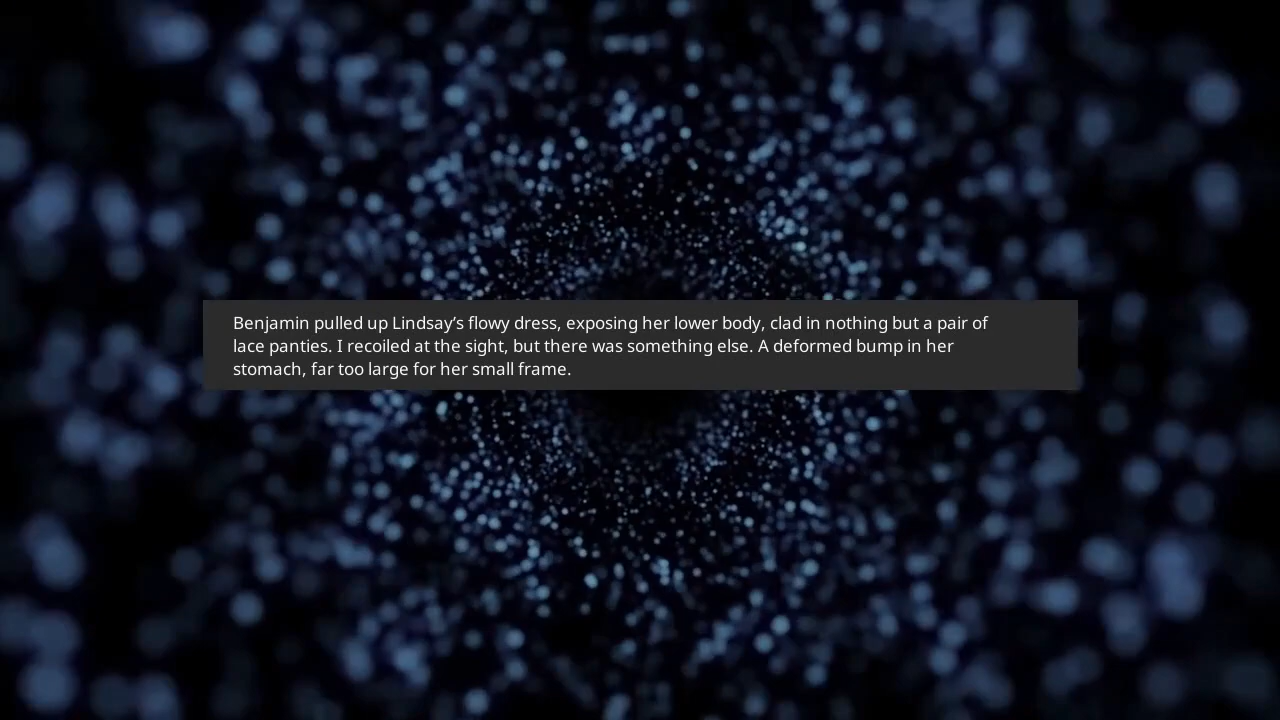 Benjamin pulled up Lindsay’s flowy dress, exposing her lower body, clad in nothing but a pair of
lace panties. I recoiled at the sight, but there was something else. A deformed bump in her
stomach, far too large for her small frame.